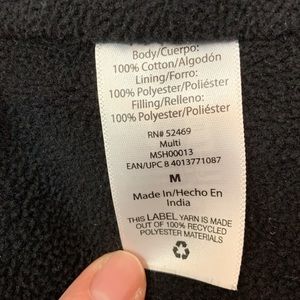 Body/Cuerpo:
100% Cotton/Algodón
Lining/Forro:
100% Polyester/Poliéster
Filling/Relleno:
100% Polyester/Poliéster
RN# 52469
Multi
MSH00013
EAN/UPC 8 4013771087
M
Made In/Hecho En
India
THIS LABEL YARN IS MADE
OUT OF 100% RECYCLED
POLYESTER MATERIALS